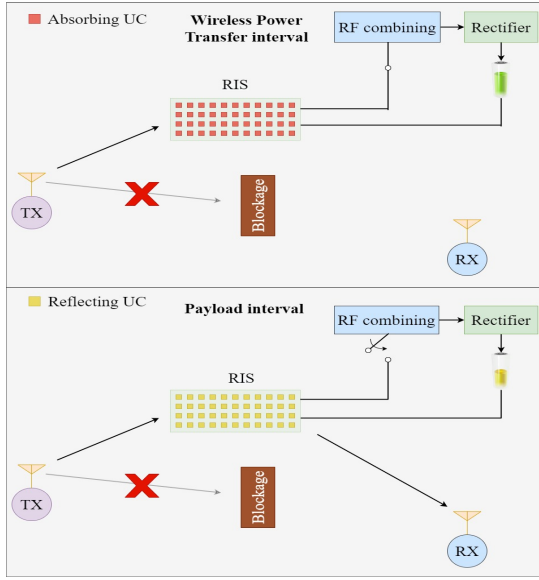 Absorbing UC
Wireless Power
Transfer interval
RF combining
Rectifier
RIS
TX
Blockage
RX
Reflecting UC
Payload interval
RF combining
Rectifier
RIS
TX
Blockage
RX